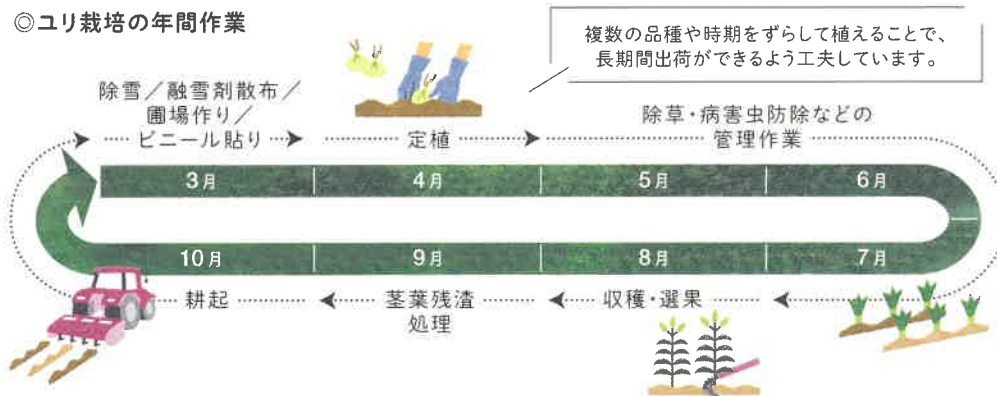 ◎ユリ栽培の年間作業
複数の品種や時期をずらして植えることで、
長期間出荷ができるよう工夫しています。
除雪／融雪剤散布／
圃場作り／
ビニール貼り
定植
除草・病害虫防除などの
管理作業
3月
4月
5月
6月
7月
8月
9月
10月
収穫・選果
茎葉残渣
処理
耕起